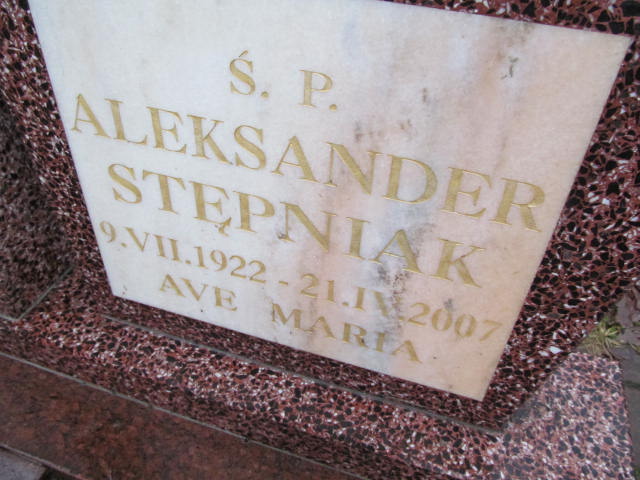 Ś. P.
ALEKSANDER
STĘPNIAK
9.VII.1922 - 21.IV.2007
AVE MARIA